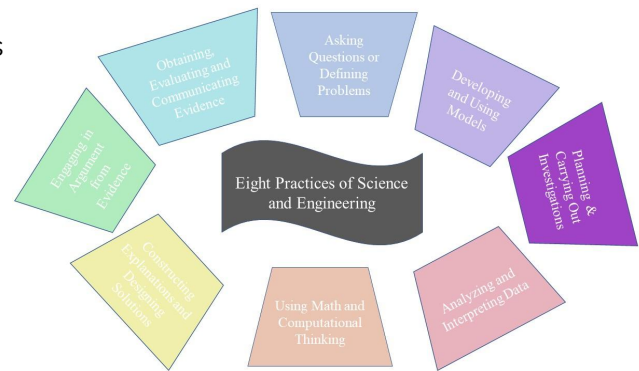 s
Asking
Questions or
Defining
Problems
Developing
and Using
Models
Planning &
Carrying Out
Investigations
Analyzing and
Interpreting Data
Using Math and
Computational
Thinking
Constructing
Explanations and
Designing
Solutions
Engaging in
Argument
from
Evidence
Obtaining,
Evaluating and
Communicating
Evidence
Eight Practices of Science
and Engineering